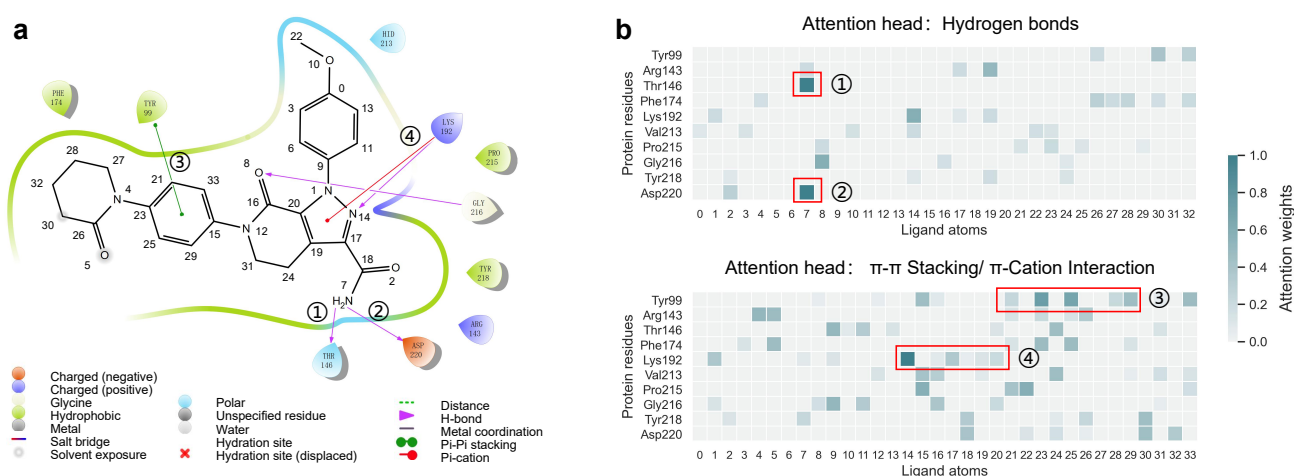 a
22
O
10
HID
213
0
3
13
④
LYS
192
6
11
9
PHE
174
TYR
99
8
O
③
28
27
21
33
16
20
1
N
N
14
PRO
215
32
4
N
23
15
N
12
17
GLY
216
30
26
25
29
19
18
O
2
O
5
31
24
7
H2N
①
②
TYR
218
ARG
143
THR
146
ASP
220
Charged (negative)
Charged (positive)
Glycine
Hydrophobic
Metal
Salt bridge
Solvent exposure
Polar
Unspecified residue
Water
Hydration site
Hydration site (displaced)
Distance
H-bond
Metal coordination
Pi-Pi stacking
Pi-cation
b
Attention head: Hydrogen bonds
Protein residues
Tyr99
Arg143
Thr146
Phe174
Lys192
Val213
Pro215
Gly216
Tyr218
Asp220
①
②
0 1 2 3 4 5 6 7 8 9 10 11 12 13 14 15 16 17 18 19 20 21 22 23 24 25 26 27 28 29 30 31 32
Ligand atoms
Attention head: π-π Stacking/ π-Cation Interaction
Protein residues
Tyr99
Arg143
Thr146
Phe174
Lys192
Val213
Pro215
Gly216
Tyr218
Asp220
③
④
0 1 2 3 4 5 6 7 8 9 10 11 12 13 14 15 16 17 18 19 20 21 22 23 24 25 26 27 28 29 30 31 32 33
Ligand atoms
1.0
0.8
0.6
0.4
0.2
0.0
Attention weights